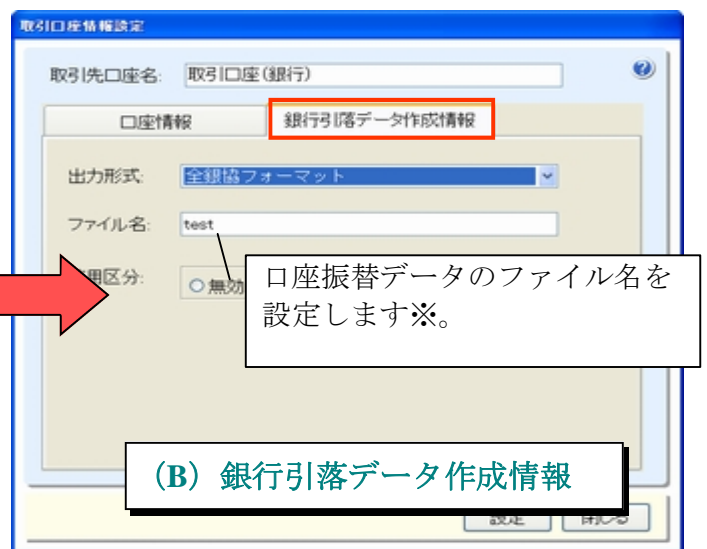 取引口座情報設定
取引先口座名: 取引口座(銀行)
口座情報 銀行引落データ作成情報
出力形式: 全銀協フォーマット
ファイル名: test
用区分: 無効
口座振替データのファイル名を
設定します※。
(B)銀行引落データ作成情報
設定 閉じる